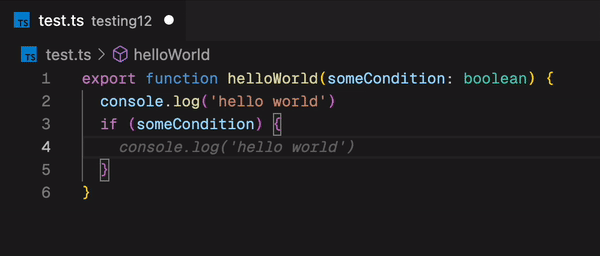 TS test.ts testing12
TS test.ts > helloWorld
1 export function helloWorld(someCondition: boolean) {
2 console.log('hello world')
3 if (someCondition) {
4 console.log('hello world')
5 }
6 }